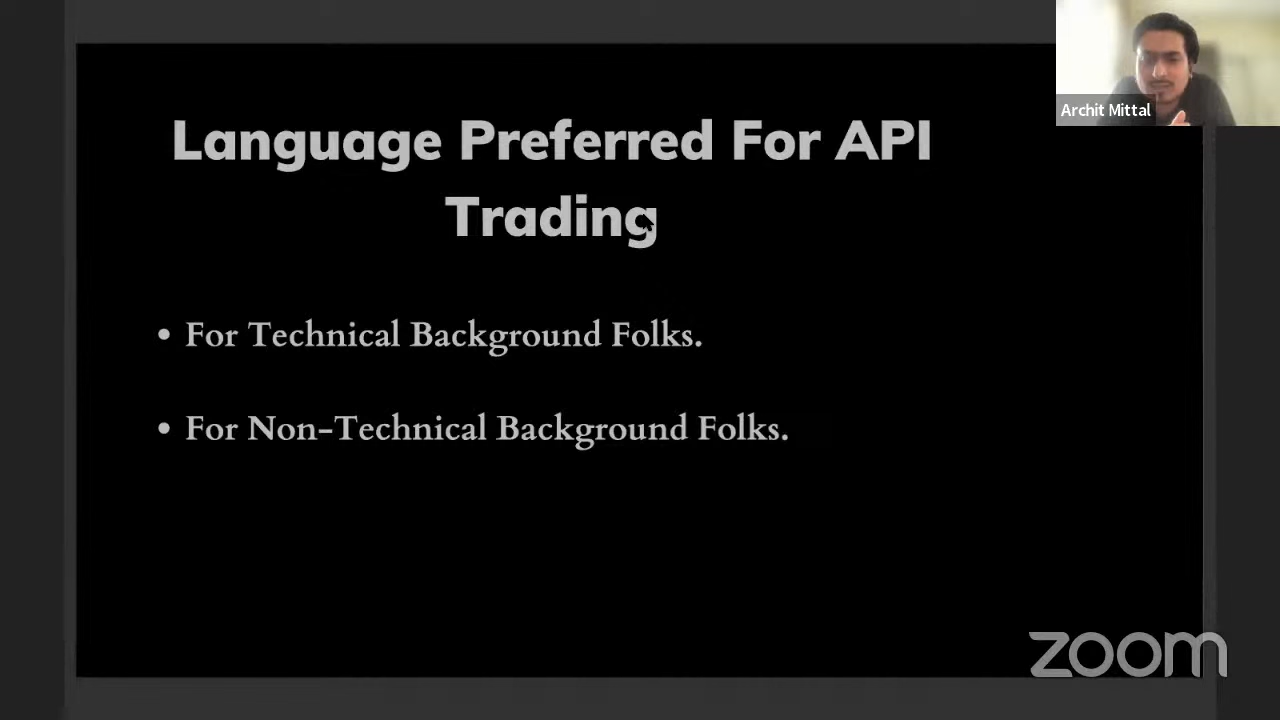 Archit Mittal
Language Preferred For API
Trading
• For Technical Background Folks.
• For Non-Technical Background Folks.
zoom